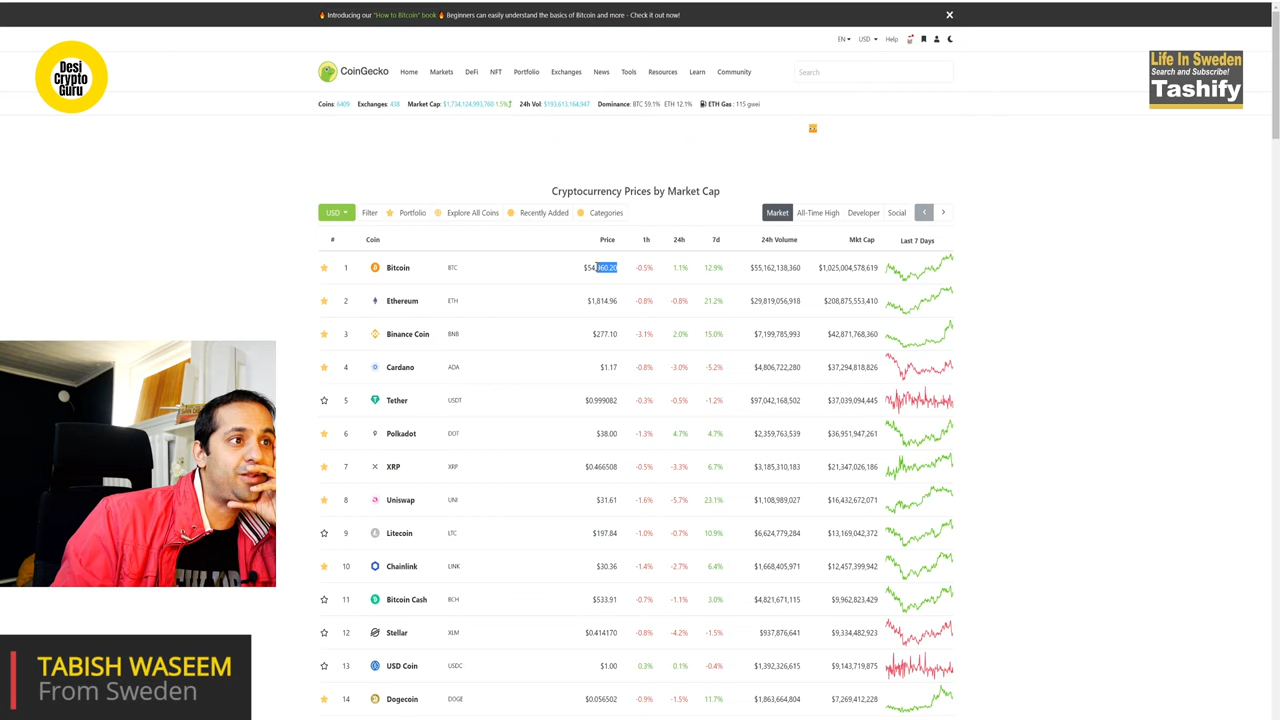 🔥 Introducing our "How to Bitcoin" book 🔥 Beginners can easily understand the basics of Bitcoin and more - Check it out now!
EN USD Help
Desi
Crypto
Guru
CoinGecko Home Markets DeFi NFT Portfolio Exchanges News Tools Resources Learn Community Search
Life In Sweden
Search and Subscribe!
Tashify
Coins: 6409 Exchanges: 438 Market Cap: $1,734,124,993,760 1.5% 24h Vol: $193,613,164,947 Dominance: BTC 59.1% ETH 12.1% ETH Gas: 115 gwei
Cryptocurrency Prices by Market Cap
USD Filter Portfolio Explore All Coins Recently Added Categories Market All-Time High Developer Social
# Coin Price 1h 24h 7d 24h Volume Mkt Cap Last 7 Days
1 Bitcoin BTC $54,360.20 -0.5% 1.1% 12.9% $55,162,138,360 $1,025,004,578,619
2 Ethereum ETH $1,814.96 -0.8% -0.8% 21.2% $29,819,056,918 $208,875,553,410
3 Binance Coin BNB $277.10 -3.1% 2.0% 15.0% $7,199,785,993 $42,871,768,360
4 Cardano ADA $1.17 -0.8% -3.0% -5.2% $4,806,722,280 $37,294,818,826
5 Tether USDT $0.999082 -0.3% -0.5% -1.2% $97,042,168,502 $37,039,094,445
6 Polkadot DOT $38.00 -1.3% 4.7% 4.7% $2,359,763,539 $36,951,947,261
7 XRP XRP $0.466508 -0.5% -3.3% 6.7% $3,185,310,183 $21,347,026,186
8 Uniswap UNI $31.61 -1.6% -5.7% 23.1% $1,108,989,027 $16,432,672,071
9 Litecoin LTC $197.84 -1.0% -0.7% 10.9% $6,624,779,284 $13,169,042,372
10 Chainlink LINK $30.36 -1.4% -2.7% 6.4% $1,668,405,971 $12,457,399,942
11 Bitcoin Cash BCH $533.91 -0.7% -1.1% 3.0% $4,821,671,115 $9,962,823,429
12 Stellar XLM $0.414170 -0.8% -4.2% -1.5% $937,876,641 $9,334,482,923
13 USD Coin USDC $1.00 0.3% 0.1% -0.4% $1,392,326,615 $9,143,719,875
14 Dogecoin DOGE $0.056502 -0.9% -1.5% 11.7% $1,863,664,804 $7,269,412,228
TABISH WASEEM
From Sweden